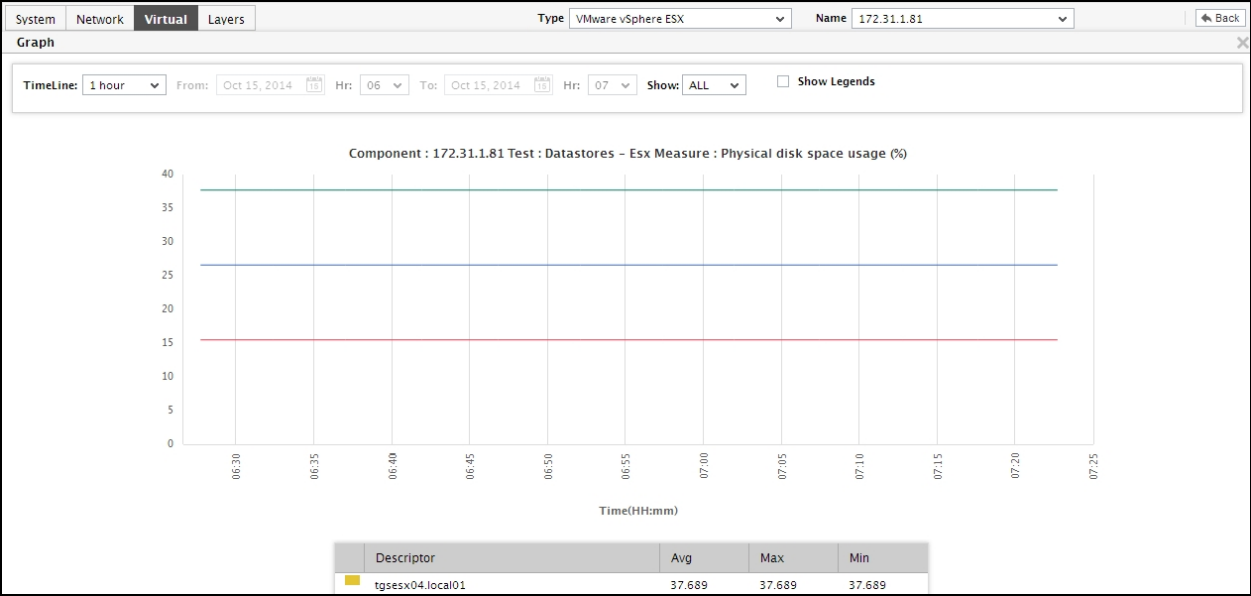 System Network Virtual Layers Type VMware vSphere ESX Name 172.31.1.81 Back
Graph
TimeLine: 1 hour From: Oct 15, 2014 16 Hr: 06 To: Oct 15, 2014 16 Hr: 07 Show: ALL Show Legends
Component : 172.31.1.81 Test : Datastores - Esx Measure : Physical disk space usage (%)
40
35
30
25
20
15
10
5
0
06:30 06:35 06:40 06:45 06:50 06:55 07:00 07:05 07:10 07:15 07:20 07:25
Time(HH:mm)
Descriptor Avg Max Min
tgsesx04.local01 37.689 37.689 37.689